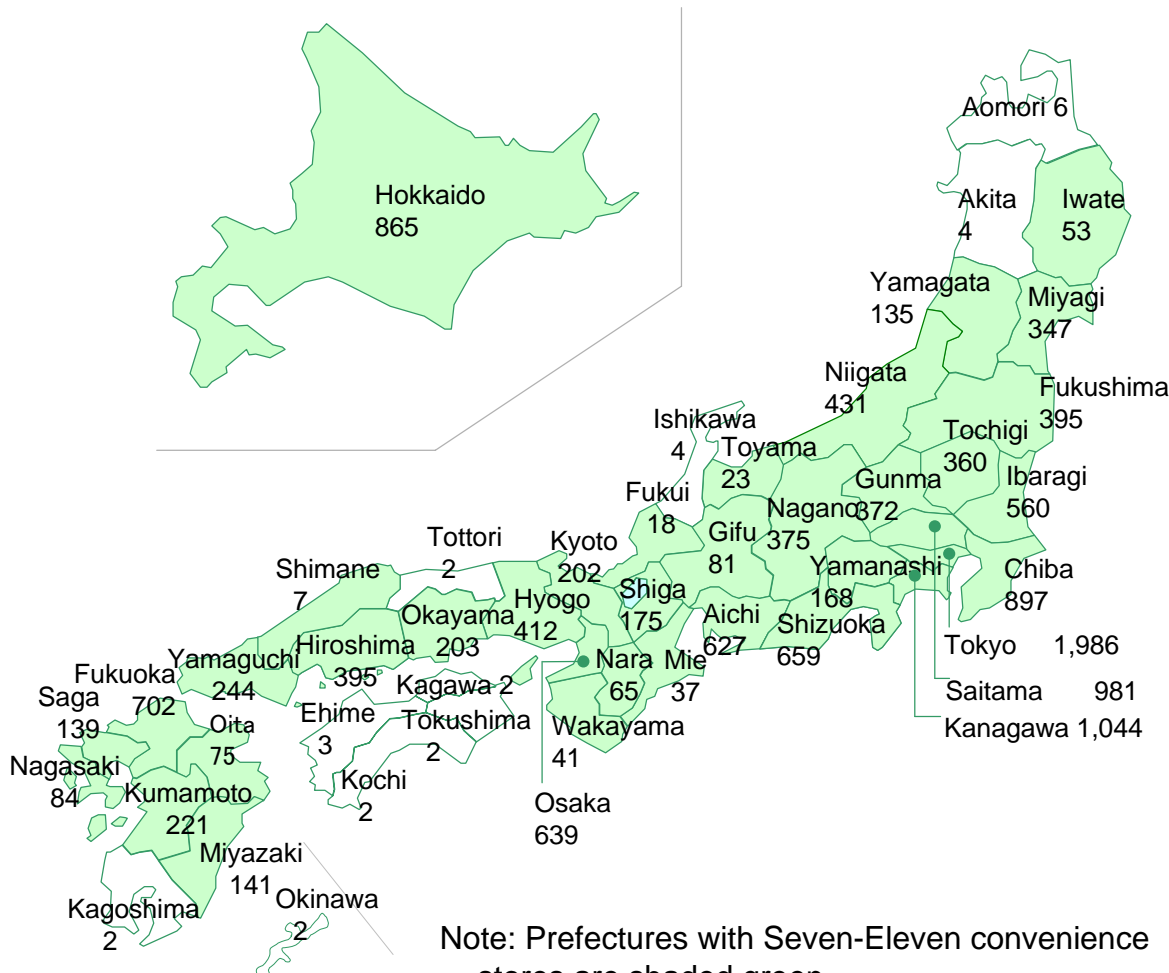 Hokkaido
865
Aomori 6
Akita
4
Iwate
53
Yamagata
135
Miyagi
347
Niigata
431
Fukushima
395
Ishikawa
4
Toyama
23
Tochigi
360
Gunma
372
Ibaragi
560
Fukui
18
Nagano
375
Gifu
81
Tottori
2
Kyoto
202
Shimane
7
Shiga
175
Yamanashi
168
Chiba
897
Okayama
203
Hyogo
412
Aichi
627
Shizuoka
659
Tokyo 1,986
Saitama 981
Kanagawa 1,044
Hiroshima
395
Yamaguchi
244
Nara
65
Mie
37
Fukuoka
702
Saga
139
Kagawa 2
Ehime
3
Tokushima
2
Wakayama
41
Oita
75
Nagasaki
84
Kumamoto
221
Kochi
2
Osaka
639
Miyazaki
141
Kagoshima
2
Okinawa
2
Note: Prefectures with Seven-Eleven convenience
stores are shaded green